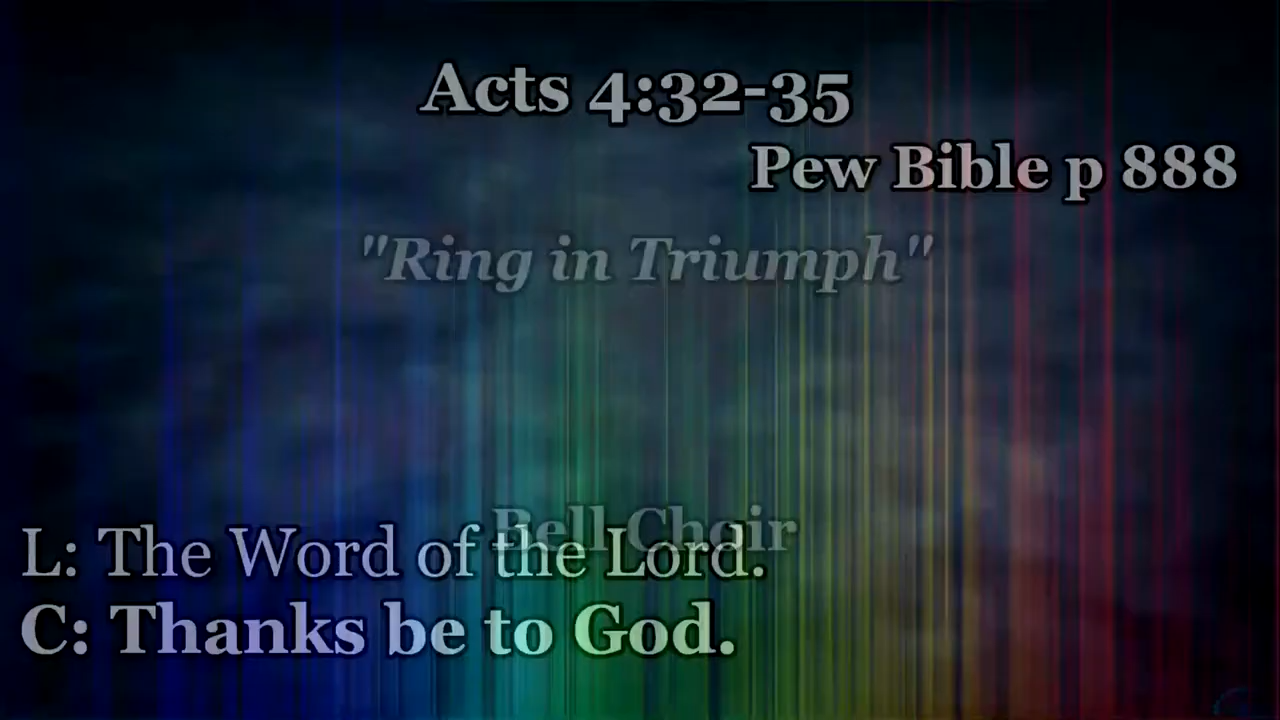 Acts 4:32-35
Pew Bible p 888
"Ring in Triumph"
Bell Choir
L: The Word of the Lord.
C: Thanks be to God.